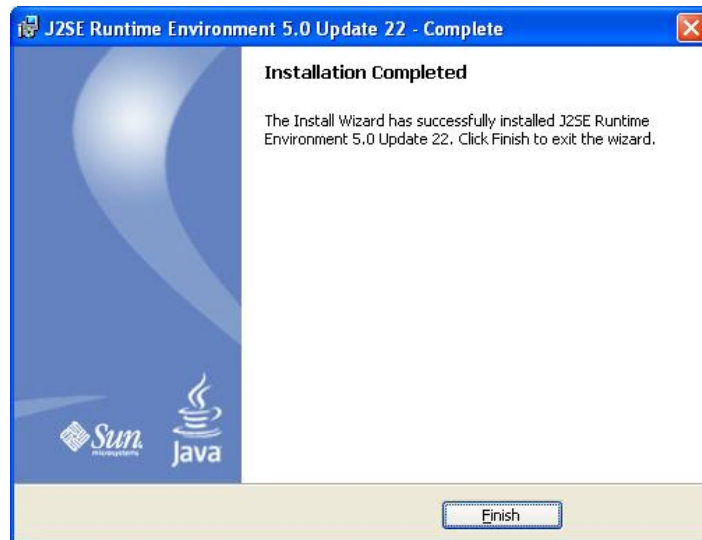 J2SE Runtime Environment 5.0 Update 22 - Complete
Installation Completed
The Install Wizard has successfully installed J2SE Runtime
Environment 5.0 Update 22. Click Finish to exit the wizard.
Sun
microsystems
Java
Finish